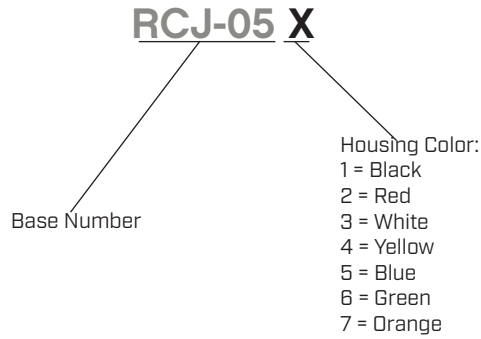 RCJ-05 X
Housing Color:
1 = Black
2 = Red
3 = White
4 = Yellow
5 = Blue
6 = Green
7 = Orange
Base Number